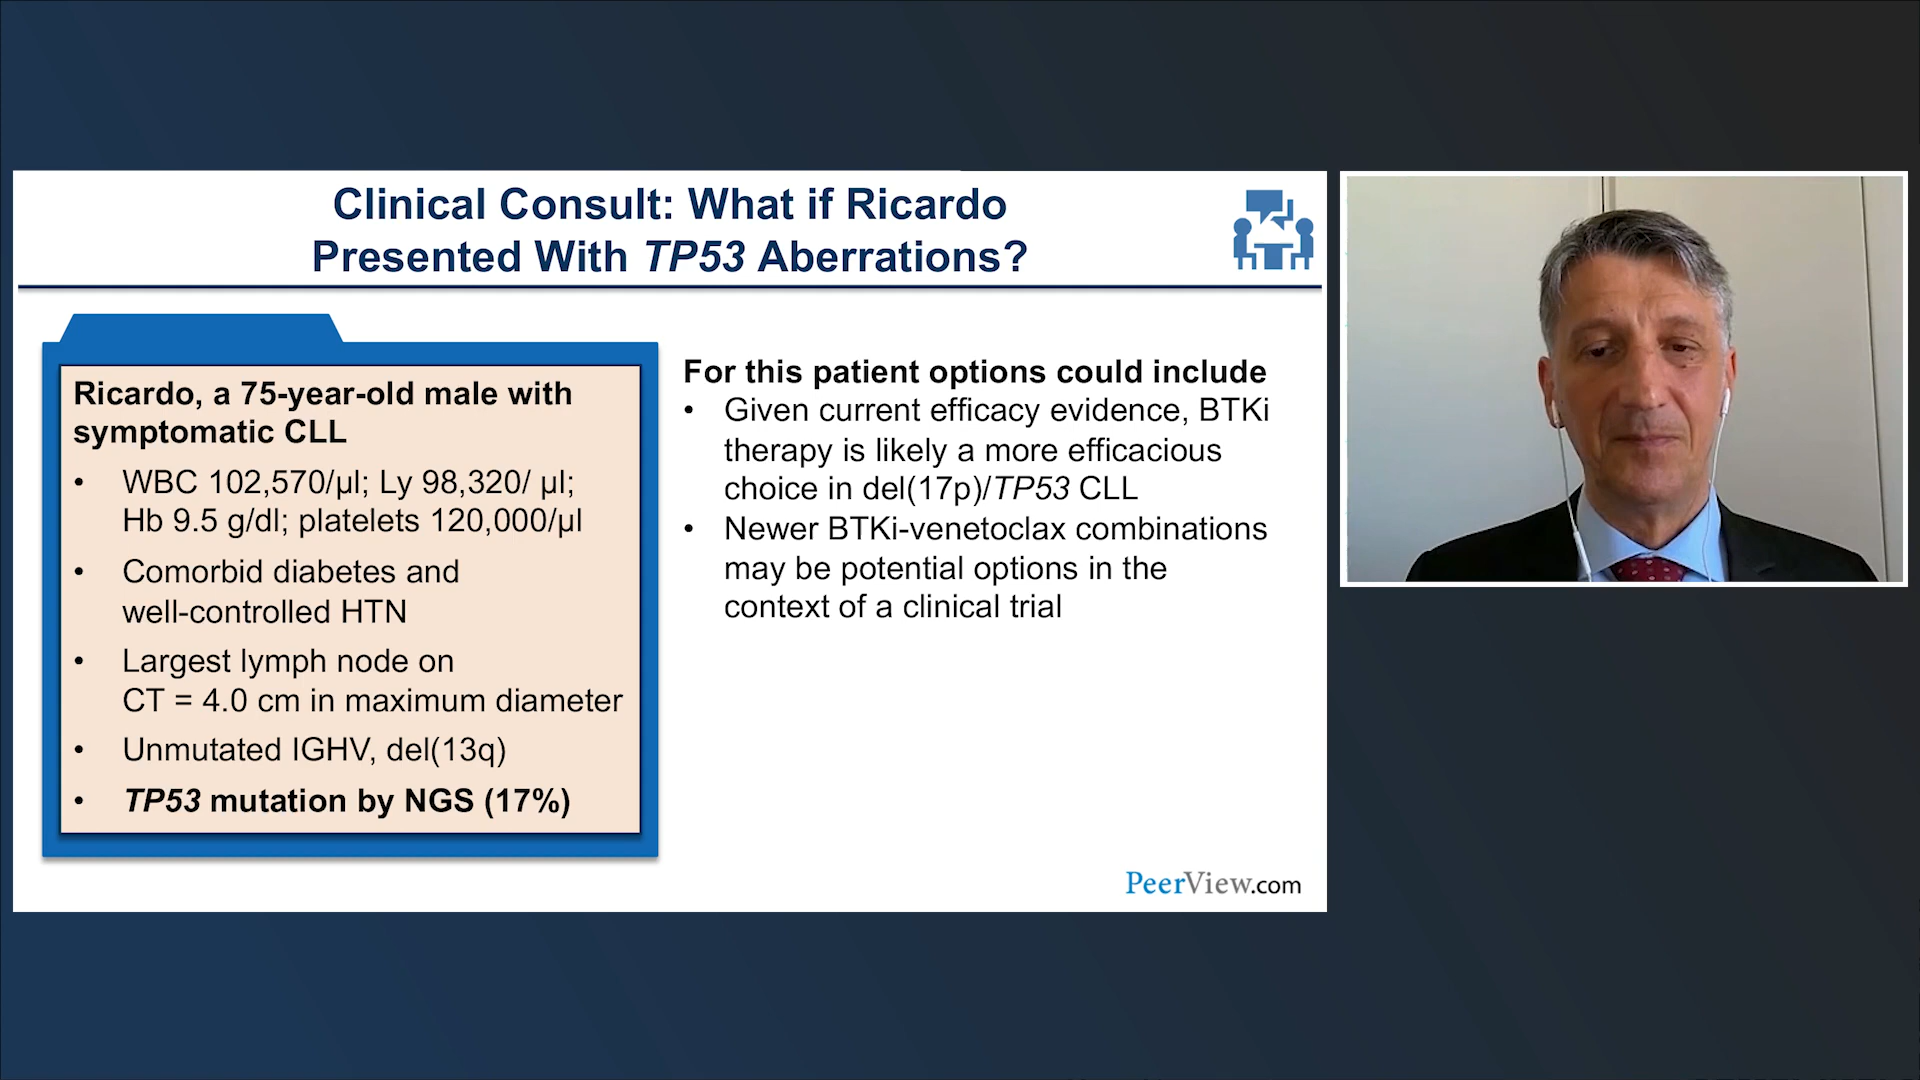 Clinical Consult: What if Ricardo
Presented With TP53 Aberrations?
Ricardo, a 75-year-old male with
symptomatic CLL
• WBC 102,570/µl; Ly 98,320/ µl;
Hb 9.5 g/dl; platelets 120,000/µl
• Comorbid diabetes and
well-controlled HTN
• Largest lymph node on
CT = 4.0 cm in maximum diameter
• Unmutated IGHV, del(13q)
• TP53 mutation by NGS (17%)
For this patient options could include
• Given current efficacy evidence, BTKi
therapy is likely a more efficacious
choice in del(17p)/TP53 CLL
• Newer BTKi-venetoclax combinations
may be potential options in the
context of a clinical trial
PeerView.com